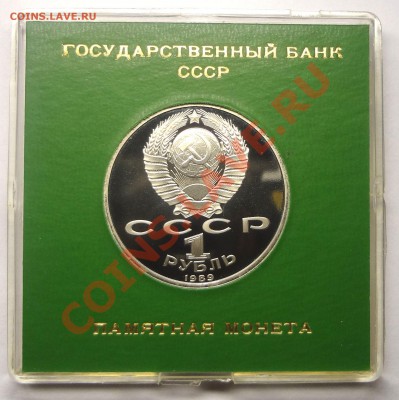 COINS.LAVE.RU
ГОСУДАРСТВЕННЫЙ БАНК
СССР
СССР
1
РУБЛЬ
1989
ПАМЯТНАЯ МОНЕТА
COINS.LAVE.RU